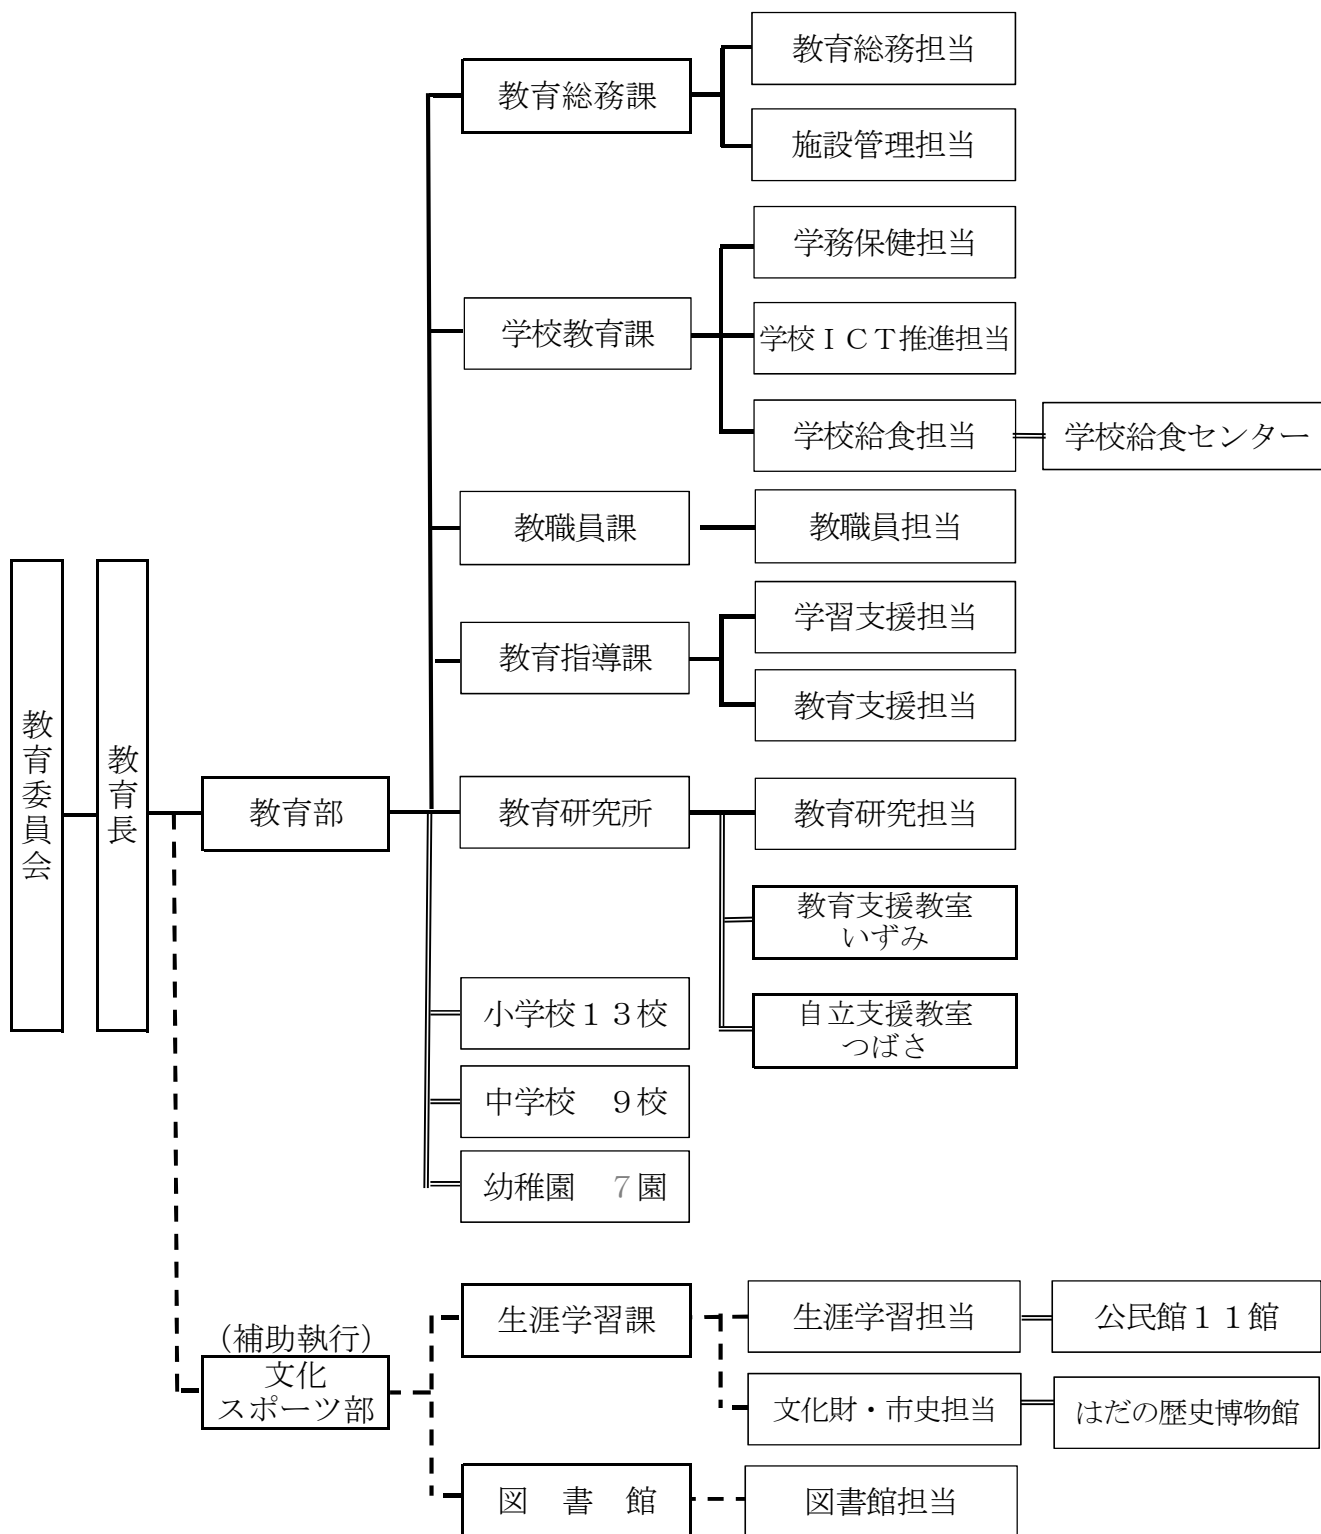 教育総務担当
教育総務課
施設管理担当
学務保健担当
学校教育課
学校ＩＣＴ推進担当
学校給食担当
学校給食センター
教職員課
教職員担当
学習支援担当
教育指導課
教育支援担当
教育委員会
教育長
教育部
教育研究所
教育研究担当
教育支援教室
いずみ
自立支援教室
つばさ
小学校１３校
中学校　９校
幼稚園　７園
生涯学習課
生涯学習担当
公民館１１館
（補助執行）
文化
スポーツ部
文化財・市史担当
はだの歴史博物館
図　書　館
図書館担当